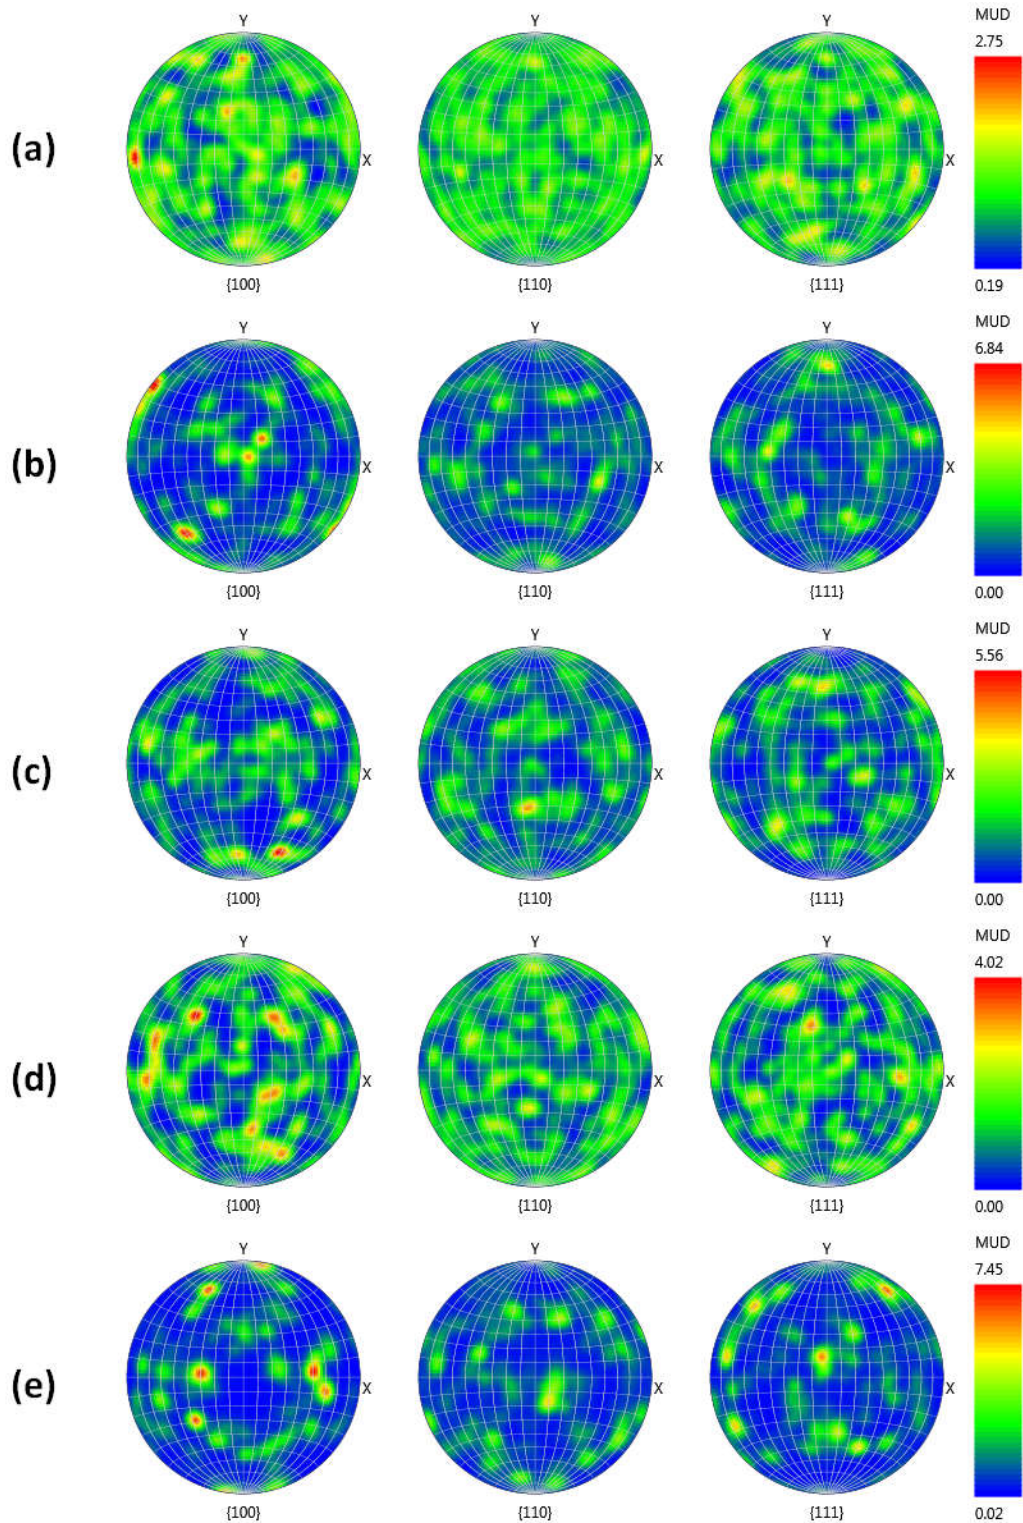 Y Y Y MUD
2.75
(a)
X X X
{100} {110} {111} 0.19
Y Y Y MUD
6.84
(b)
X X X
{100} {110} {111} 0.00
Y Y Y MUD
5.56
(c)
X X X
{100} {110} {111} 0.00
Y Y Y MUD
4.02
(d)
X X X
{100} {110} {111} 0.00
Y Y Y MUD
7.45
(e)
X X X
{100} {110} {111} 0.02